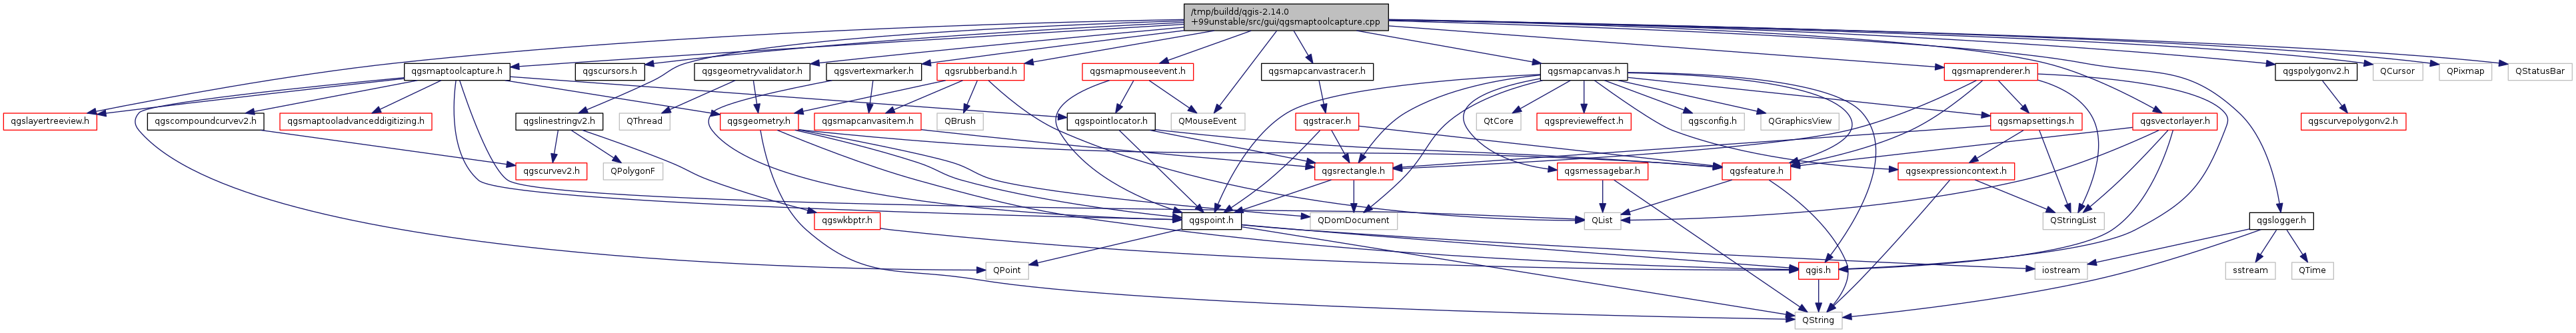 /tmp/buildd/qgis-2.14.0
+99unstable/src/gui/qgsmaptoolcapture.cpp
qgsmaptoolcapture.h
qgscursors.h
qgsgeometryvalidator.h
qgsvertexmarker.h
qgsrubberband.h
qgsmapmouseevent.h
qgsmapcanvastracer.h
qgsmapcanvas.h
qgsmaprenderer.h
qgspolygonv2.h
QCursor
QPixmap
QStatusBar
qgslayertreeview.h
qgscompoundcurvev2.h
qgsmaptooladvanceddigitizing.h
qgslinestringv2.h
QThread
qgsgeometry.h
qgsmapcanvasitem.h
QBrush
qgspointlocator.h
QMouseEvent
qgstracer.h
QtCore
qgspreviewеffect.h
qgsconfig.h
QGraphicsView
qgsmapsettings.h
qgsvectorlayer.h
qgscurvepolygonv2.h
qgscurvev2.h
QPolygonF
qgsrectangle.h
qgsmessagebar.h
qgsfeature.h
qgsexpressioncontext.h
qgswkbptr.h
qgspoint.h
QDomDocument
QList
QStringList
qgslogger.h
QPoint
qgis.h
iostream
sstream
QTime
QString